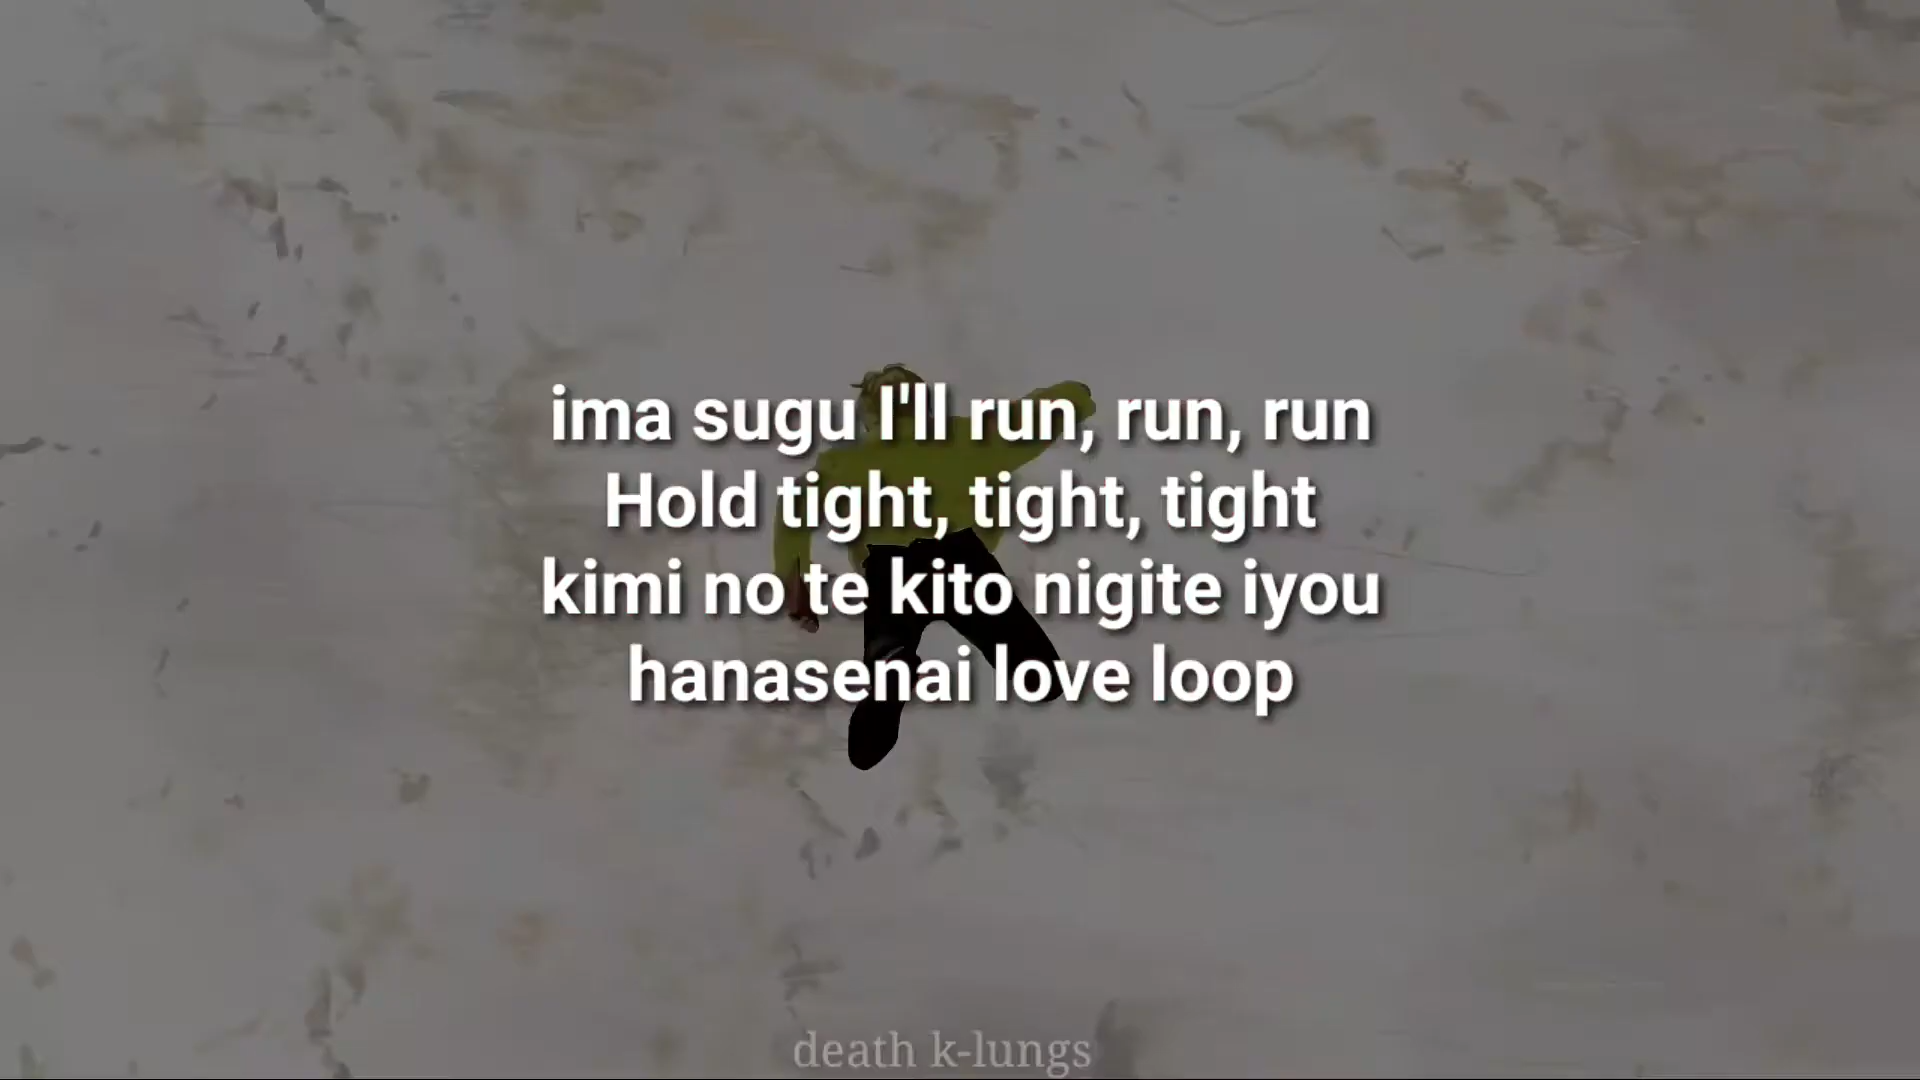 ima sugu I'll run, run, run
Hold tight, tight, tight
kimi no te kito nigite iyou
hanasenai love loop
death k-lungs